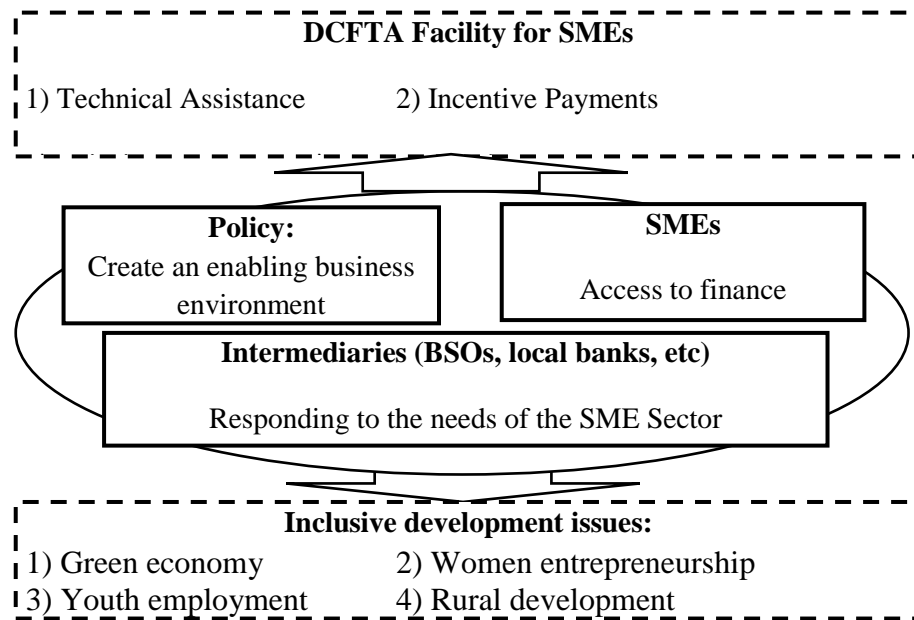 DCFTA Facility for SMEs
1) Technical Assistance 2) Incentive Payments
Policy:
Create an enabling business
environment
SMEs
Access to finance
Intermediaries (BSOs, local banks, etc)
Responding to the needs of the SME Sector
Inclusive development issues:
1) Green economy 2) Women entrepreneurship
3) Youth employment 4) Rural development